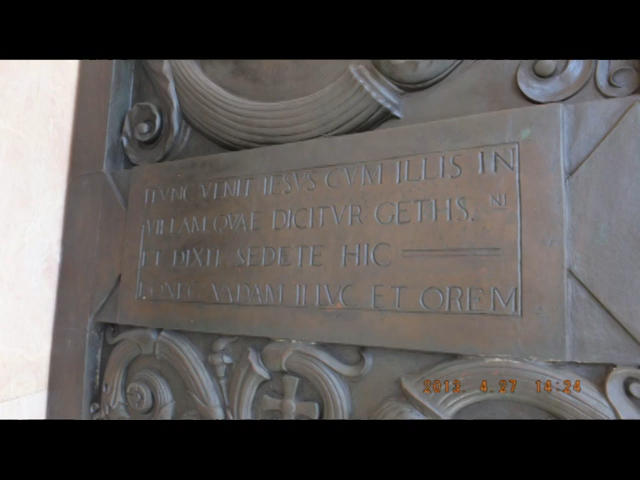 TVNC VENIT IESVS CVM ILLIS IN
VILLAM QVAE DICITVR GETHS. NI
ET DIXIT SEDETE HIC
DONEC VADAM ILLVC ET OREM
2013 4.27 14:24